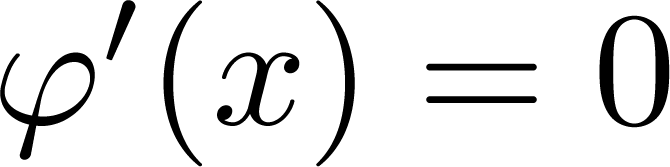 φ′(x) = 0